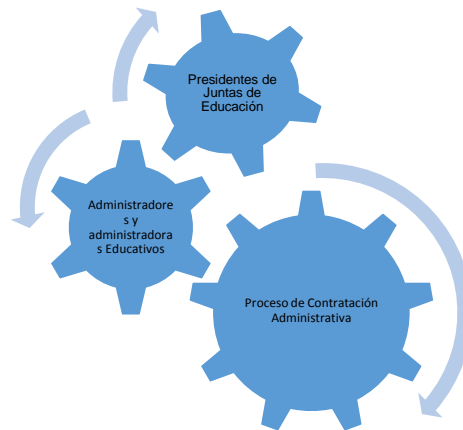 Presidentes de
Juntas de
Educación
Administradore
s y
administradora
s Educativos
Proceso de Contratación
Administrativa